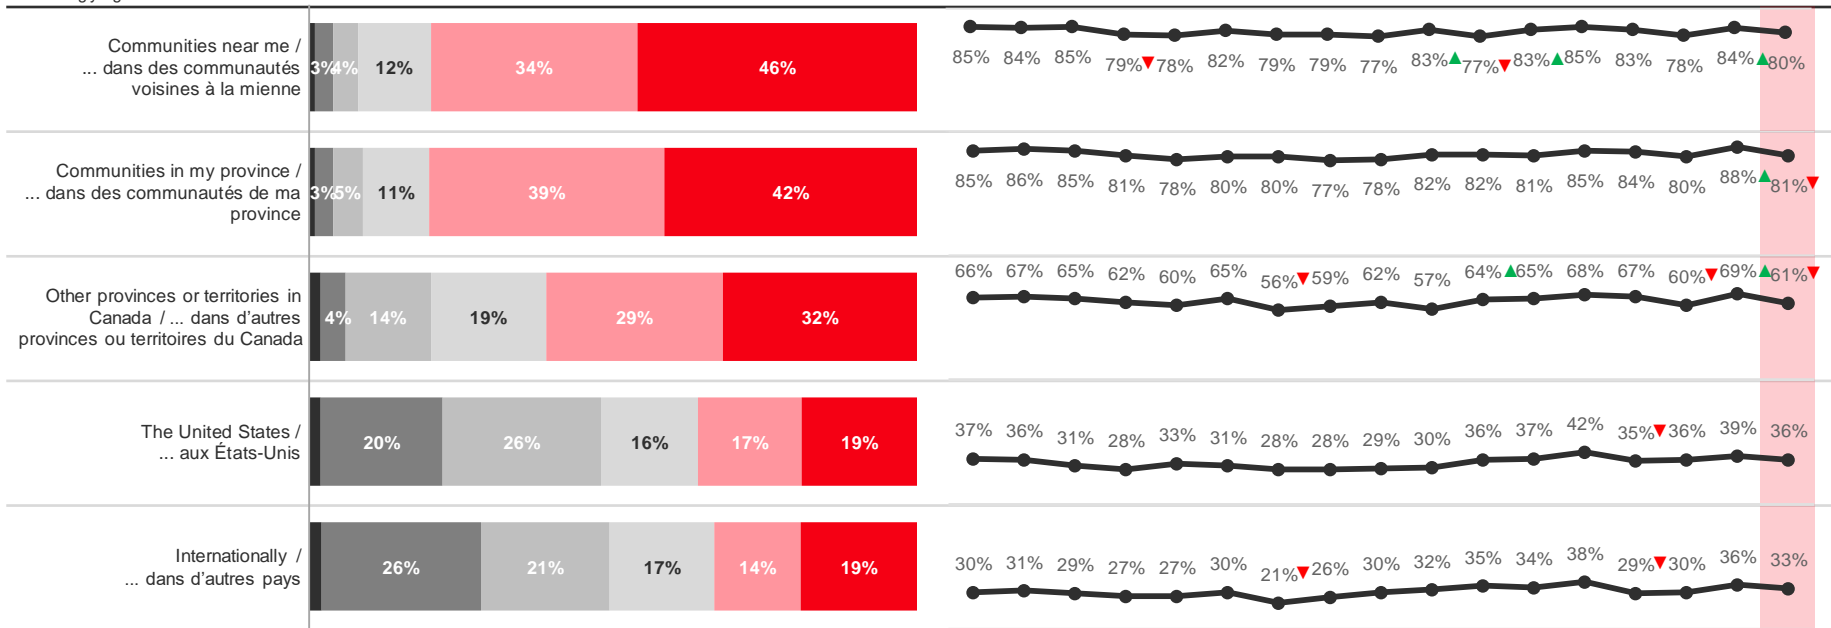 Communities near me /
... dans des communautés
voisines à la mienne
3% 4% 12% 34% 46%
85% 84% 85% 79% ▼ 78% 82% 79% 79% 77% 83% ▲ 77% ▼ 83% ▲ 85% 83% 78% 84% ▲ 80%
Communities in my province /
... dans des communautés de ma
province
3% 5% 11% 39% 42%
85% 86% 85% 81% 78% 80% 80% 77% 78% 82% 82% 81% 85% 84% 80% 88% ▲ 81% ▼
Other provinces or territories in
Canada / ... dans d'autres
provinces ou territoires du Canada
4% 14% 19% 29% 32%
66% 67% 65% 62% 60% 65% 56% ▼ 59% 62% 57% 64% ▲ 65% 68% 67% 60% ▼ 69% ▲ 61% ▼
The United States /
... aux États-Unis
20% 26% 16% 17% 19%
37% 36% 31% 28% 33% 31% 28% 28% 29% 30% 36% 37% 42% 35% ▼ 36% 39% 36%
Internationally /
... dans d'autres pays
26% 21% 17% 14% 19%
30% 31% 29% 27% 27% 30% 21% ▼ 26% 30% 32% 35% 34% 38% 29% ▼ 30% 36% 33%